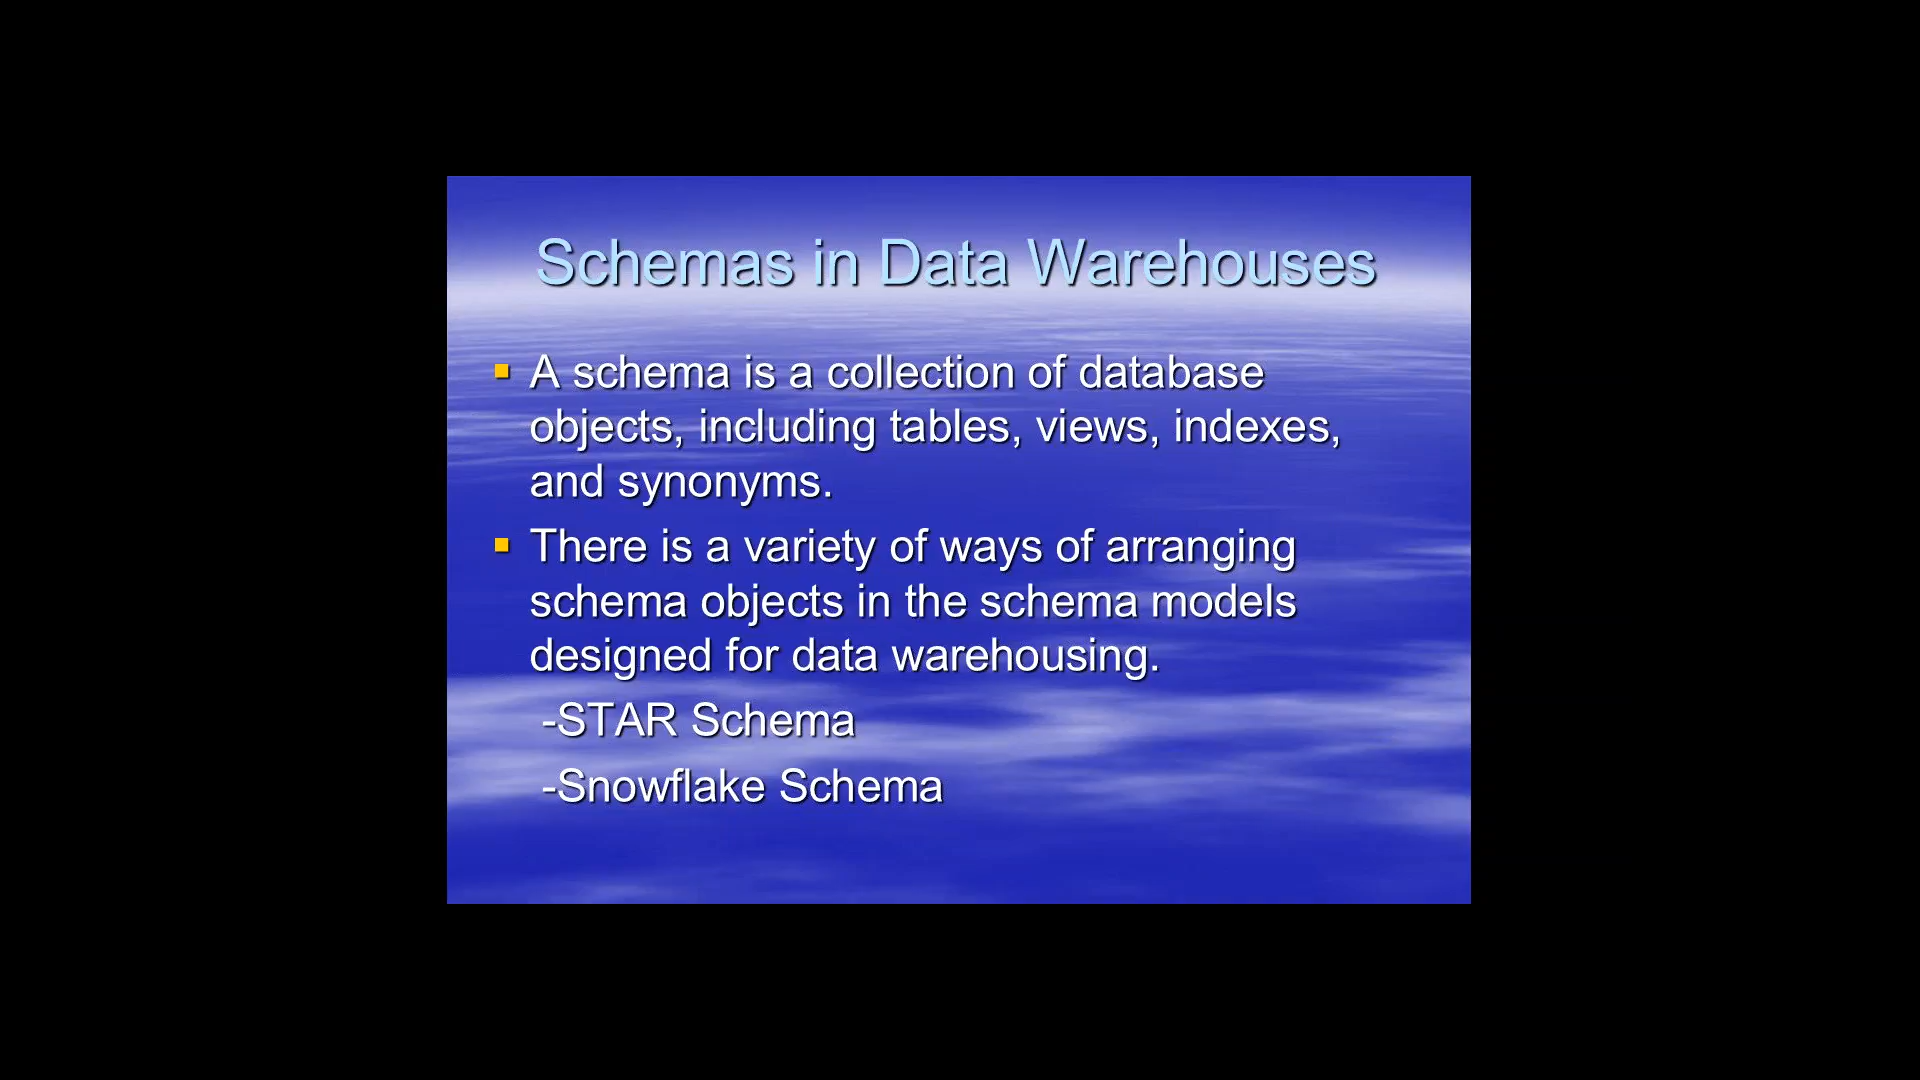 Schemas in Data Warehouses
A schema is a collection of database
objects, including tables, views, indexes,
and synonyms.
There is a variety of ways of arranging
schema objects in the schema models
designed for data warehousing.
-STAR Schema
-Snowflake Schema